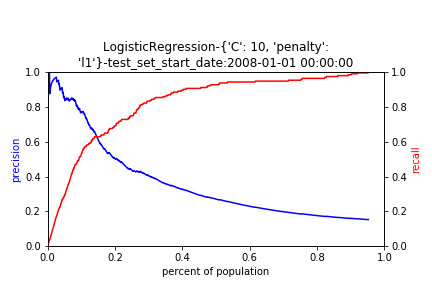 LogisticRegression-{'C': 10, 'penalty':
'l1'}-test_set_start_date:2008-01-01 00:00:00
1.0 1.0
0.8 0.8
0.6 0.6
0.4 0.4
0.2 0.2
0.0 0.0
precision
recall
0.0 0.2 0.4 0.6 0.8 1.0
percent of population